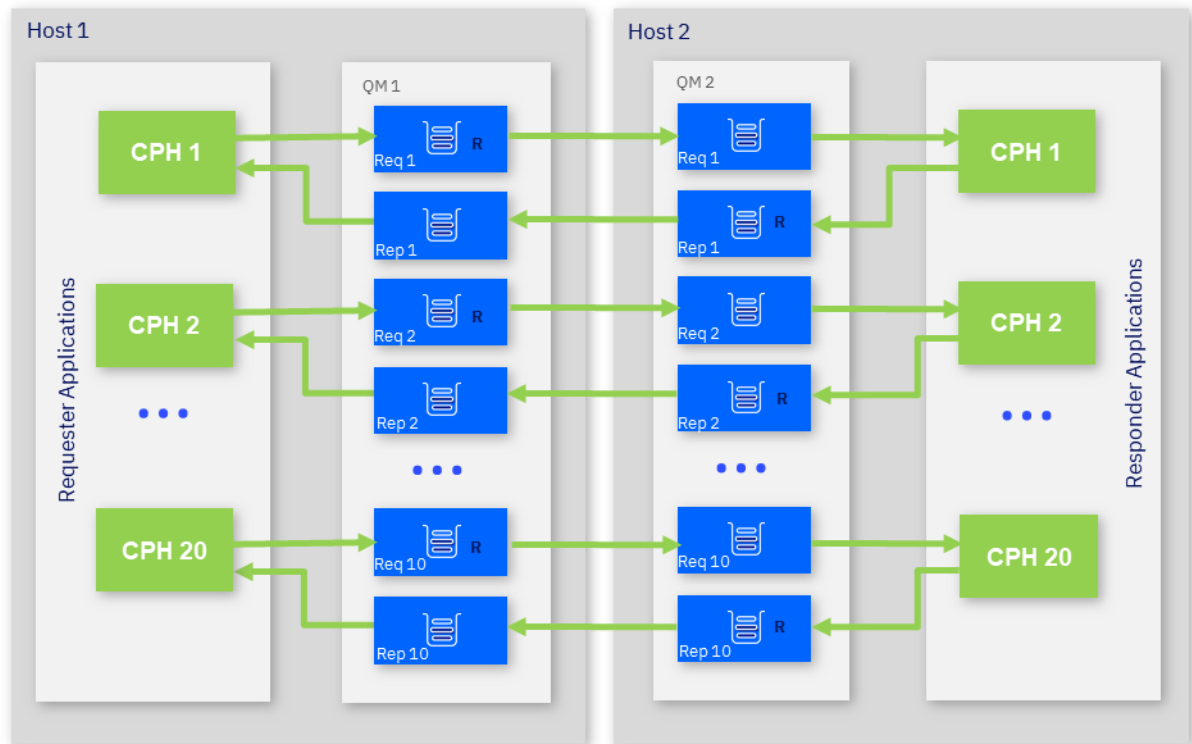 Host 1
Requester Applications
CPH 1
CPH 2
CPH 20
QM 1
R
Req 1
Rep 1
R
Req 2
Rep 2
R
Req 10
Rep 10
Host 2
QM 2
Req 1
R
Rep 1
Req 2
R
Rep 2
Req 10
R
Rep 10
CPH 1
CPH 2
CPH 20
Responder Applications